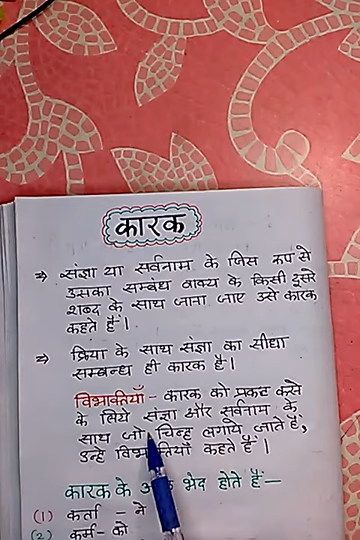 कारक
⇒ संज्ञा या सर्वनाम के जिस रूप से
उसका सम्बंध वाक्य के किसी दूसरे
शब्द के साथ जाना जाए उसे कारक
कहते हैं।
⇒ क्रिया के साथ संज्ञा का सीधा
सम्बन्ध ही कारक है।
विभक्तियाँ - कारक को प्रकट करने
के लिये संज्ञा और सर्वनाम के
साथ जो चिन्ह लगाये जाते हैं,
उन्हें कहते हैं।
कारक के भेद होते हैं—
(1) कर्ता - ने
(2) कर्म - को